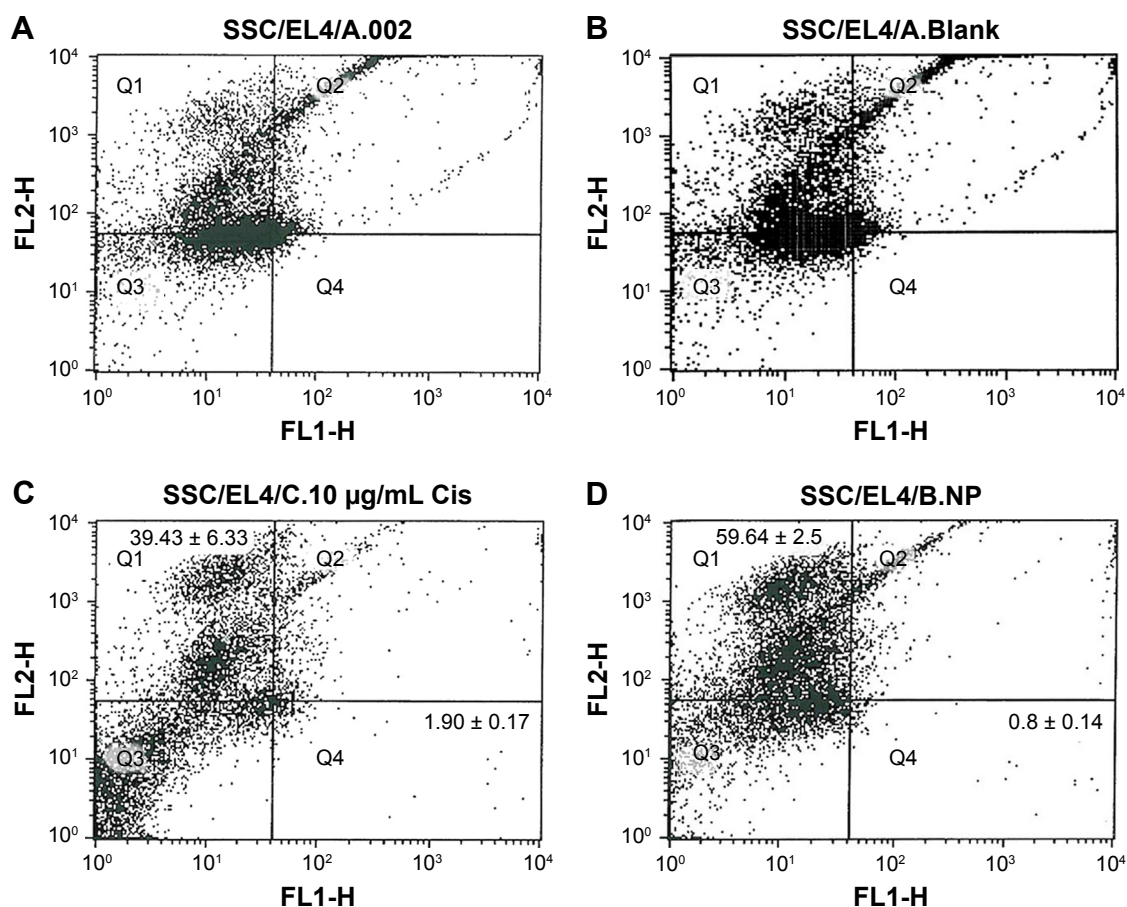 A
SSC/EL4/A.002
10⁴
10³
10²
10¹
10⁰
FL2-H
Q1
Q2
Q3
Q4
10⁰ 10¹ 10² 10³ 10⁴
FL1-H
B
SSC/EL4/A.Blank
10⁴
10³
10²
10¹
10⁰
FL2-H
Q1
Q2
Q3
Q4
10⁰ 10¹ 10² 10³ 10⁴
FL1-H
C
SSC/EL4/C.10 µg/mL Cis
10⁴
10³
10²
10¹
10⁰
FL2-H
39.43 ± 6.33
Q1
Q2
1.90 ± 0.17
Q3
Q4
10⁰ 10¹ 10² 10³ 10⁴
FL1-H
D
SSC/EL4/B.NP
10⁴
10³
10²
10¹
10⁰
FL2-H
59.64 ± 2.5
Q1
Q2
0.8 ± 0.14
Q3
Q4
10⁰ 10¹ 10² 10³ 10⁴
FL1-H